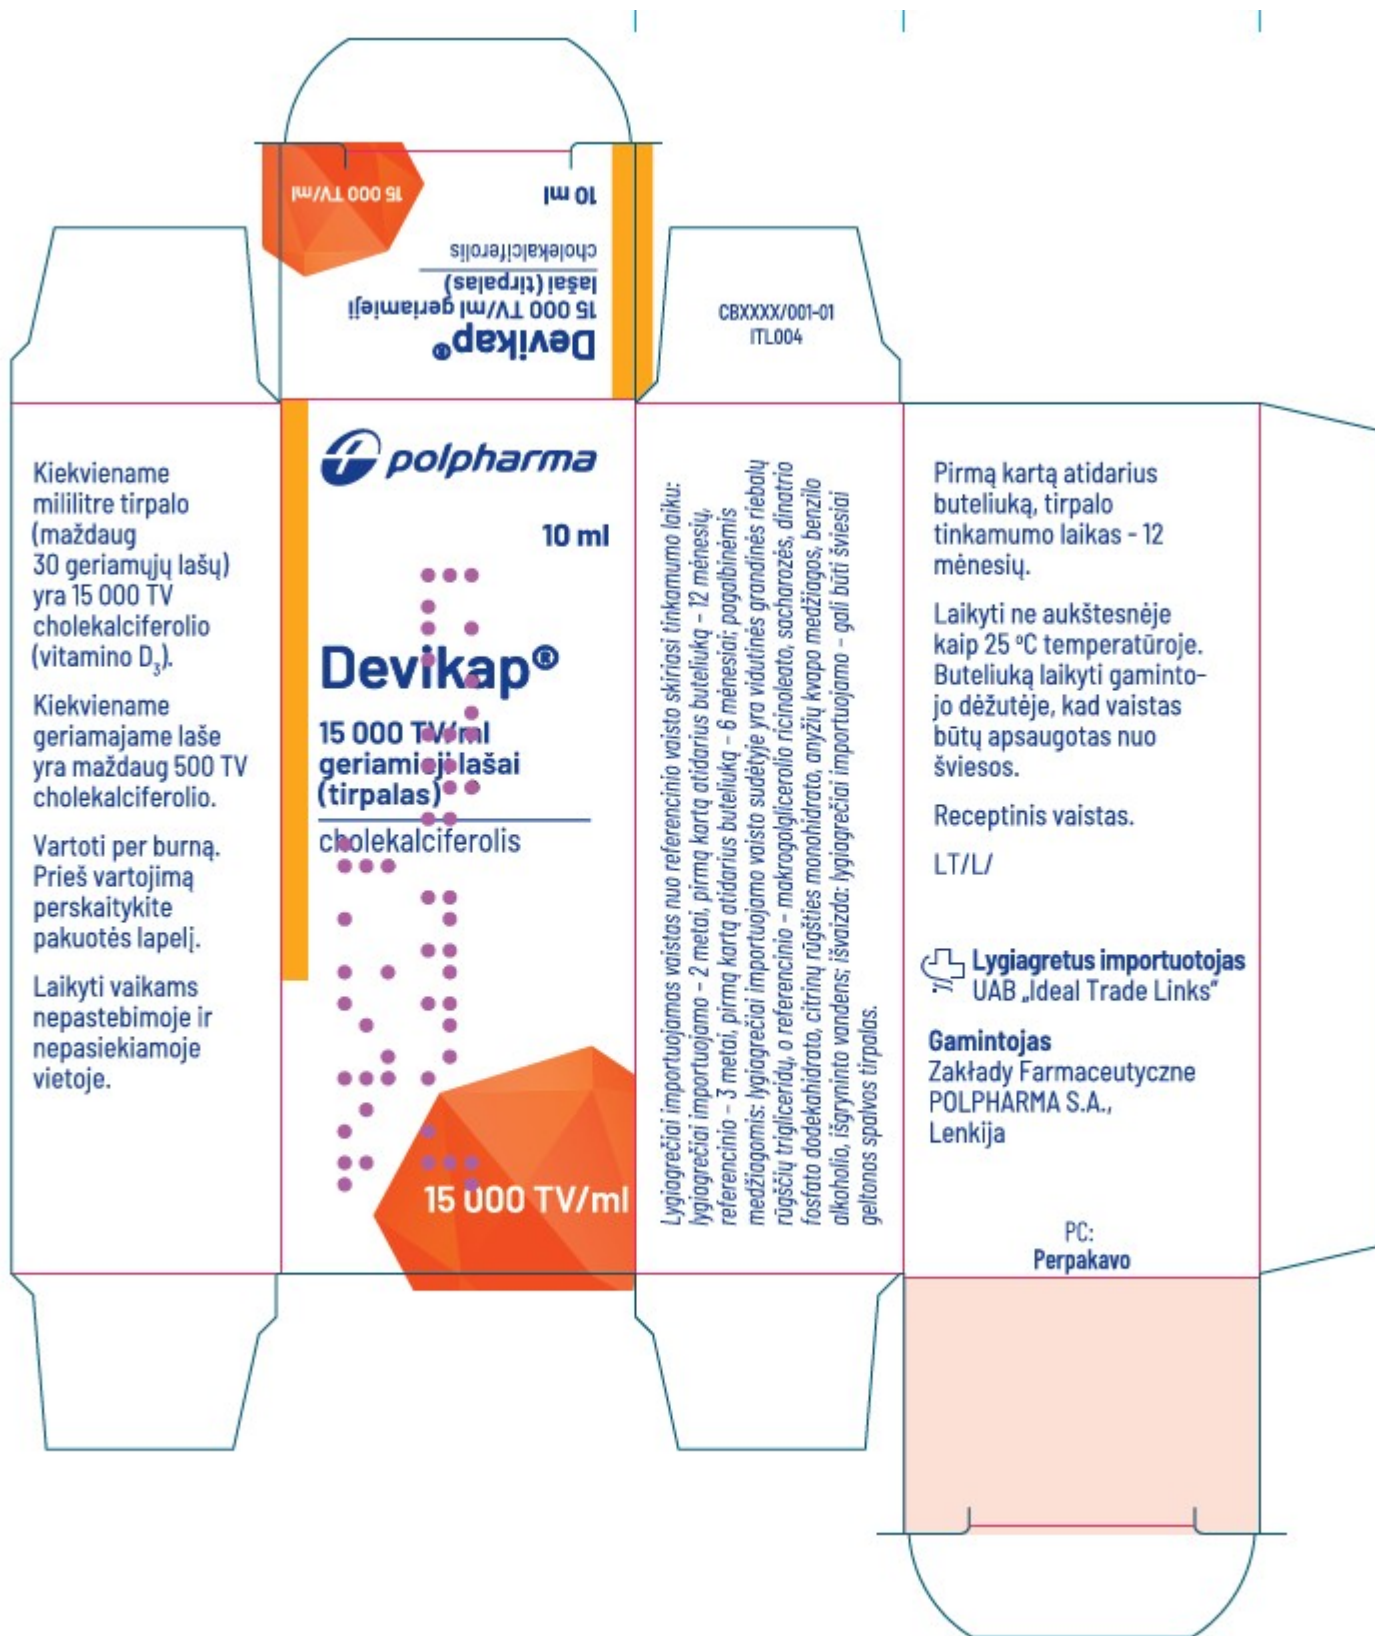 15 000 TV/ml
10 ml
cholekalciferolis
lašai (tirpalas)
15 000 TV/ml geriamieji
Devikap®
CBXXXX/001-01
ITL004
Kiekviename
mililitre tirpalo
(maždaug
30 geriamųjų lašų)
yra 15 000 TV
cholekalciferolio
(vitamino D₃).
Kiekviename
geriamajame laše
yra maždaug 500 TV
cholekalciferolio.
Vartoti per burną.
Prieš vartojimą
perskaitykite
pakuotės lapelį.
Laikyti vaikams
nepastebimoje ir
nepasiekiamoje
vietoje.
polpharma
10 ml
Devikap®
15 000 TV/ml
geriamieji lašai
(tirpalas)
cholekalciferolis
15 000 TV/ml
Lygiagrečiai importuojamas vaistas nuo referencinio vaisto skiriasi tinkamumo laiku:
lygiagrečiai importuojamo – 2 metai, pirmą kartą atidarius buteliuką – 12 mėnesių,
referencinio – 3 metai, pirmą kartą atidarius buteliuką – 6 mėnesiai; pagalbinėmis
medžiagomis: lygiagrečiai importuojamo vaisto sudėtyje yra vidutinės grandinės riebalų
rūgščių trigliceridų, o referencinio – makrogolglicerolio ricinoleato, sacharozės, dinatrio
fosfato dodekahidrato, citrinų rūgšties monohidrato, anyžių kvapo medžiagos, benzilo
alkoholio, išgryninto vandens; išvaizda: lygiagrečiai importuojamo – gali būti šviesiai
geltonos spalvos tirpalas.
Pirmą kartą atidarius
buteliuką, tirpalo
tinkamumo laikas - 12
mėnesių.
Laikyti ne aukštesnėje
kaip 25 ºC temperatūroje.
Buteliuką laikyti gaminto-
jo dėžutėje, kad vaistas
būtų apsaugotas nuo
šviesos.
Receptinis vaistas.
LT/L/
Lygiagretus importuotojas
UAB „Ideal Trade Links“
Gamintojas
Zakłady Farmaceutyczne
POLPHARMA S.A.,
Lenkija
PC:
Perpakavo